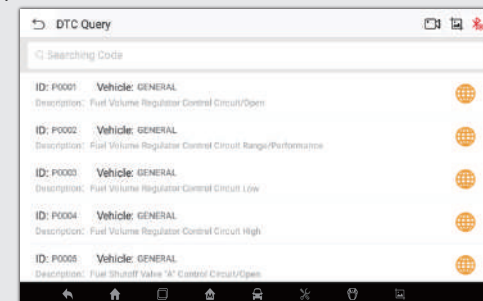 DTC Query
Searching Code
ID: P0001 Vehicle: GENERAL
Description: Fuel Volume Regulator Control Circuit/Open
ID: P0002 Vehicle: GENERAL
Description: Fuel Volume Regulator Control Circuit Range/Performance
ID: P0003 Vehicle: GENERAL
Description: Fuel Volume Regulator Control Circuit Low
ID: P0004 Vehicle: GENERAL
Description: Fuel Volume Regulator Control Circuit High
ID: P0005 Vehicle: GENERAL
Description: Fuel Shutoff Valve "A" Control Circuit/Open